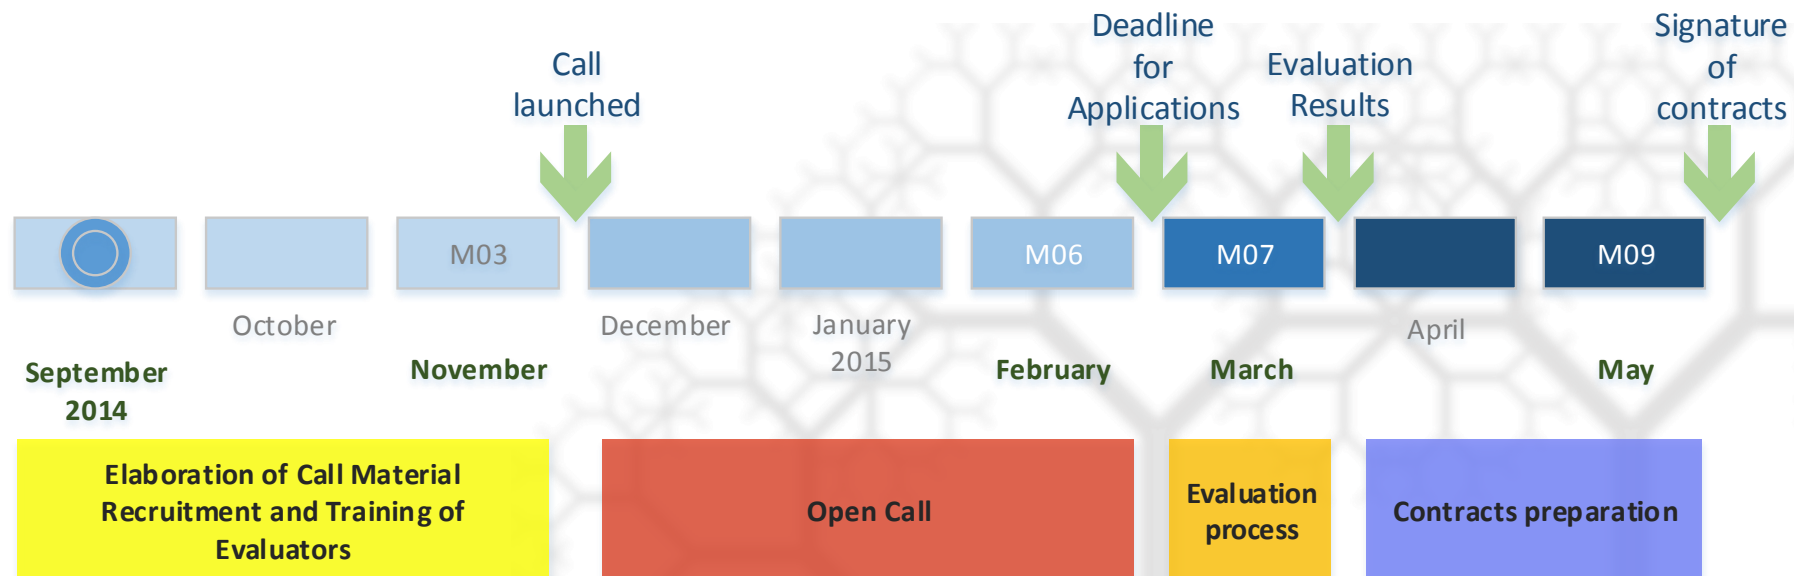 Call
launched
Deadline
for
Applications
Evaluation
Results
Signature
of
contracts
M03
M06
M07
M09
September
2014
October
November
December
January
2015
February
March
April
May
Elaboration of Call Material
Recruitment and Training of
Evaluators
Open Call
Evaluation
process
Contracts preparation